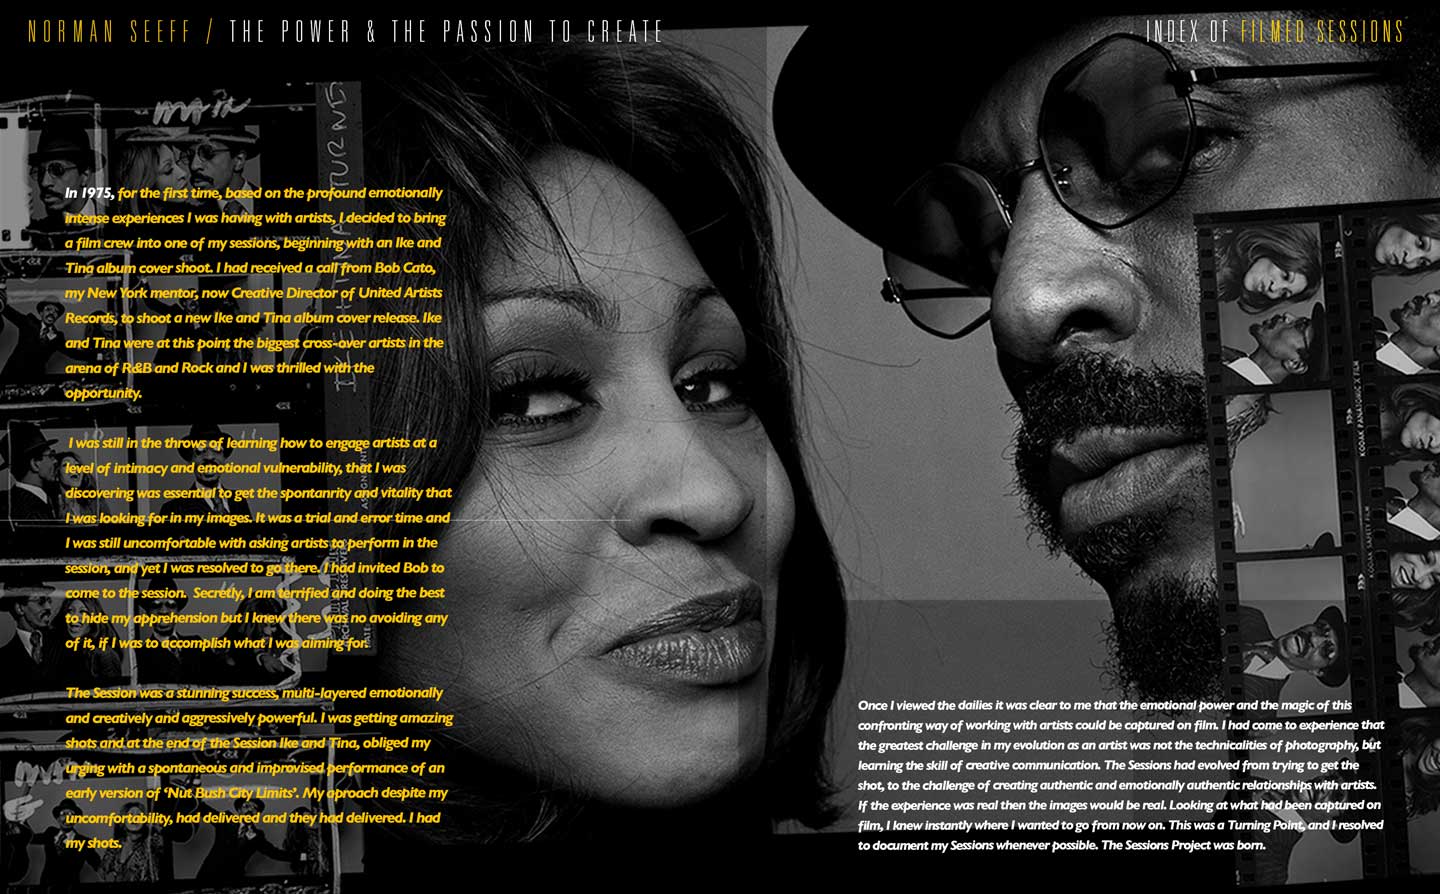 NORMAN SEEFF / THE POWER & THE PASSION TO CREATE
INDEX OF FILMED SESSIONS
In 1975, for the first time, based on the profound emotionally
intense experiences I was having with artists, I decided to bring
a film crew into one of my sessions, beginning with an Ike and
Tina album cover shoot. I had received a call from Bob Cato,
my New York mentor, now Creative Director of United Artists
Records, to shoot a new Ike and Tina album cover release. Ike
and Tina were at this point the biggest cross-over artists in the
arena of R&B and Rock and I was thrilled with the
opportunity.
I was still in the throws of learning how to engage artists at a
level of intimacy and emotional vulnerability, that I was
discovering was essential to get the spontanrity and vitality that
I was looking for in my images. It was a trial and error time and
I was still uncomfortable with asking artists to perform in the
session, and yet I was resolved to go there. I had invited Bob to
come to the session. Secretly, I am terrified and doing the best
to hide my apprehension but I knew there was no avoiding any
of it, if I was to accomplish what I was aiming for.
The Session was a stunning success, multi-layered emotionally
and creatively and aggressively powerful. I was getting amazing
shots and at the end of the Session Ike and Tina, obliged my
urging with a spontaneous and improvised performance of an
early version of ‘Nut Bush City Limits’. My aproach despite my
uncomfortability, had delivered and they had delivered. I had
my shots.
Once I viewed the dailies it was clear to me that the emotional power and the magic of this
confronting way of working with artists could be captured on film. I had come to experience that
the greatest challenge in my evolution as an artist was not the technicalities of photography, but
learning the skill of creative communication. The Sessions had evolved from trying to get the
shot, to the challenge of creating authentic and emotionally authentic relationships with artists.
If the experience was real then the images would be real. Looking at what had been captured on
film, I knew instantly where I wanted to go from now on. This was a Turning Point, and I resolved
to document my Sessions whenever possible. The Sessions Project was born.
KODAK PANATONIC X FILM
KODAK SAFETY FILM